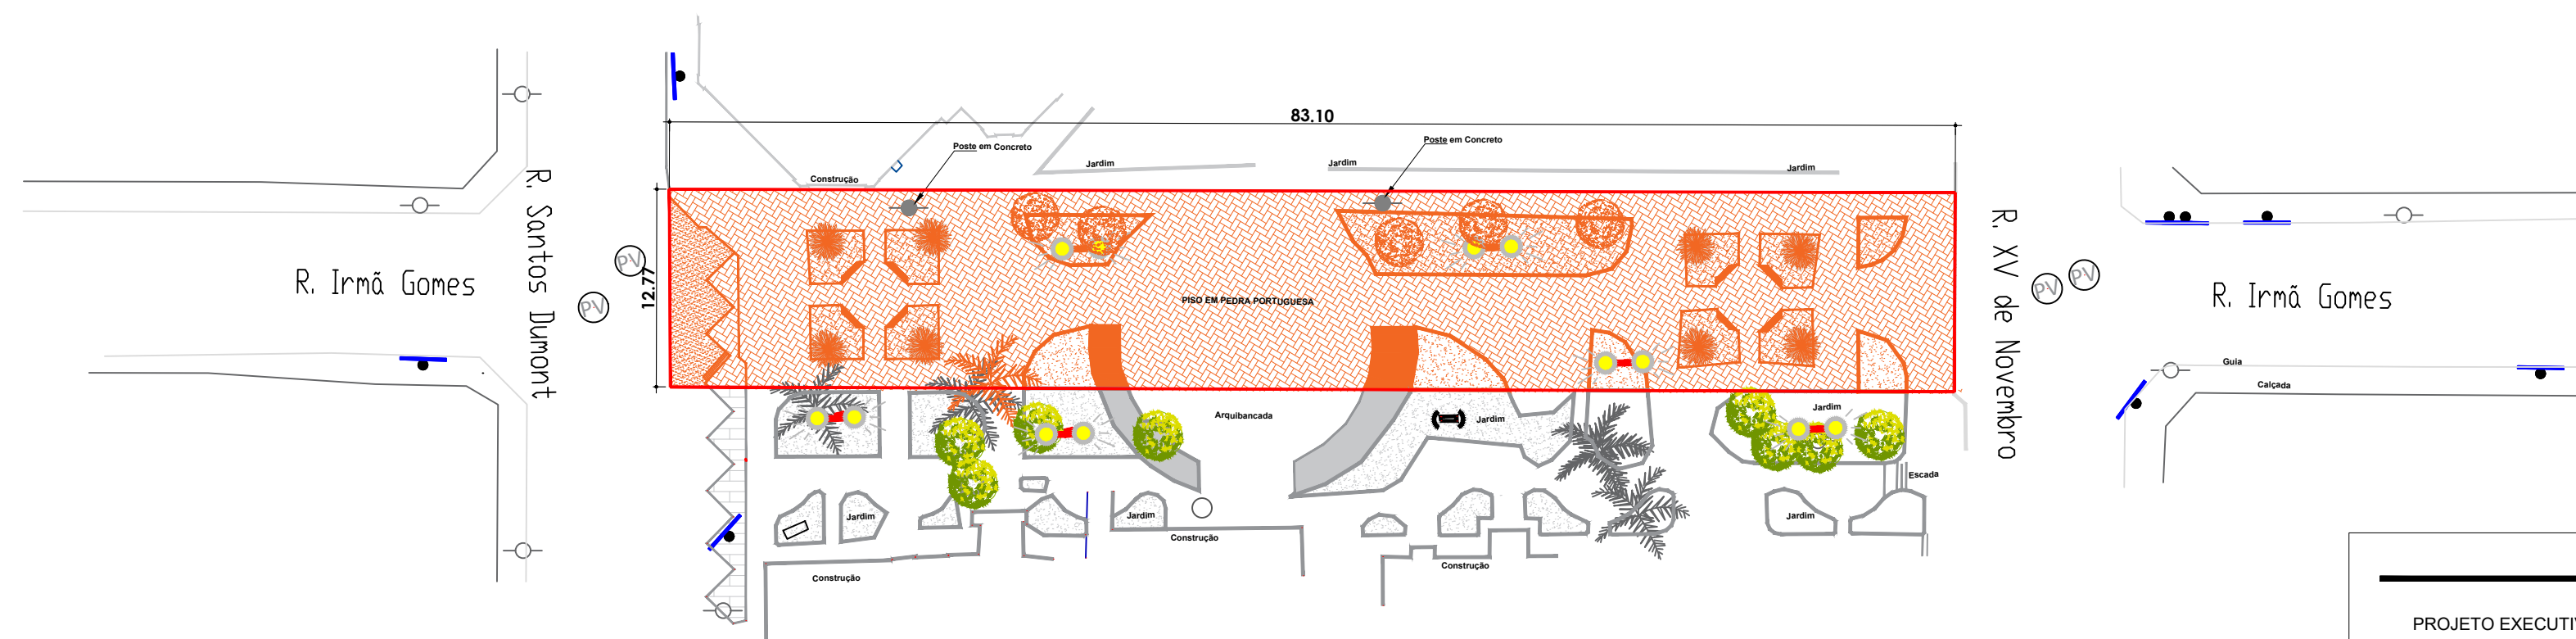 83.10
Poste em Concreto
Poste em Concreto
Jardim
Jardim
Jardim
Construção
R. Santos Dumont
R. XV de Novembro
PV
PV
PV
PV
12.77
R. Irmã Gomes
R. Irmã Gomes
PISO EM PEDRA PORTUGUESA
Guia
Calçada
Arquibancada
Jardim
Jardim
Escada
Jardim
Jardim
Jardim
Construção
Construção
Construção
PROJETO EXECUTI